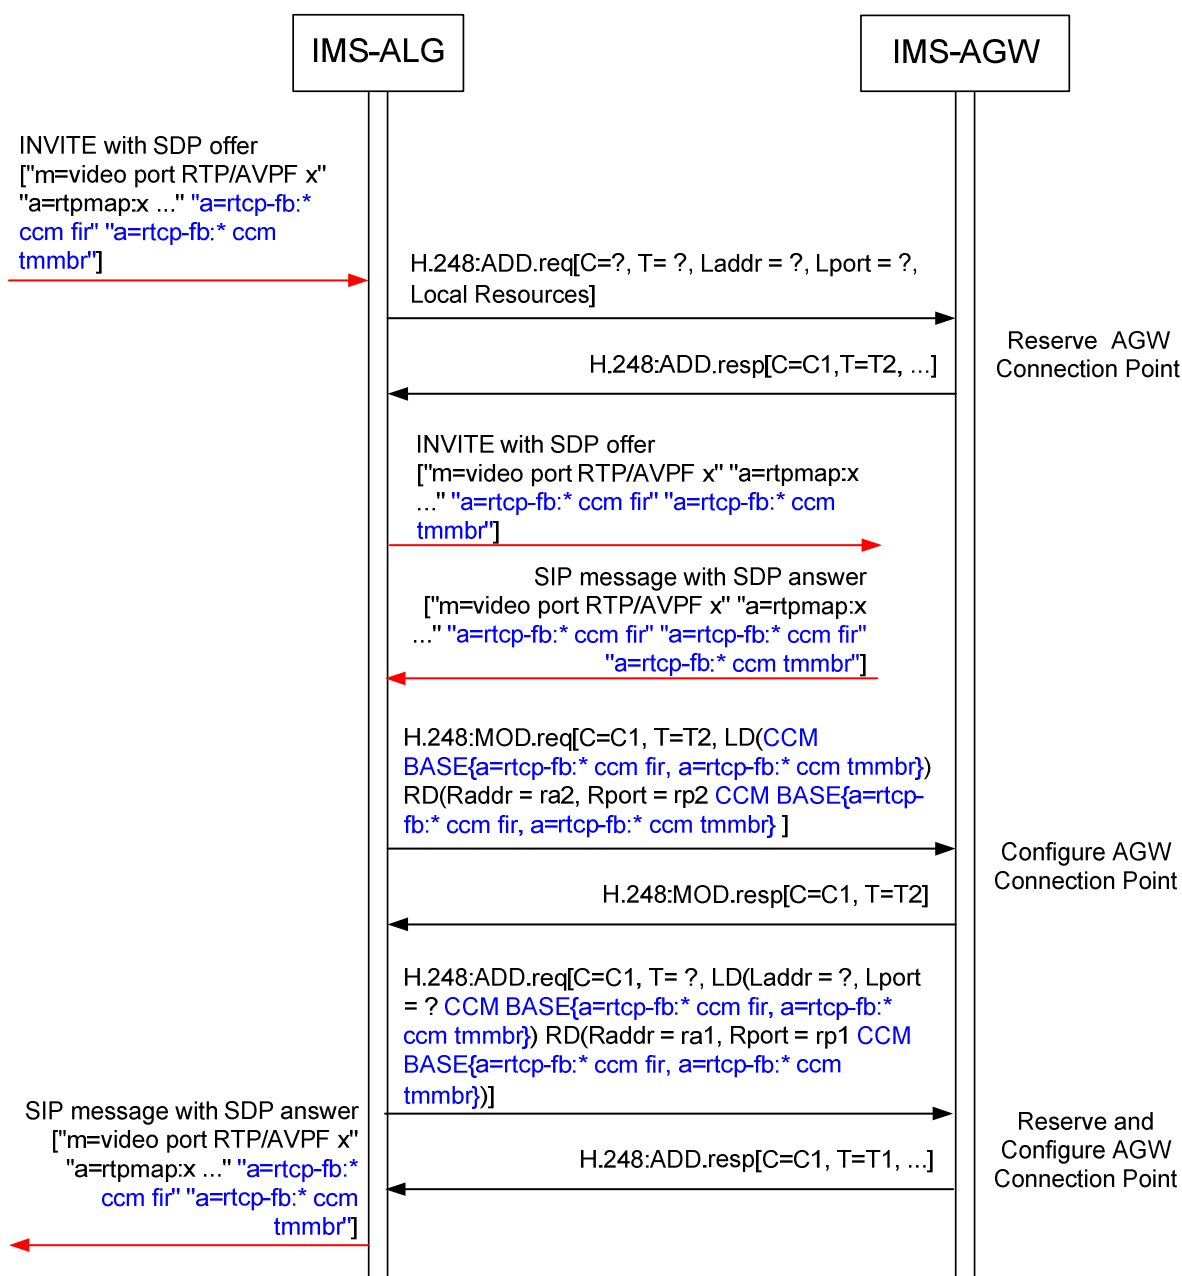 IMS-ALG
IMS-AGW
INVITE with SDP offer
["m=video port RTP/AVPF x"
"a=rtpmap:x ..." "a=rtcp-fb:*
ccm fir" "a=rtcp-fb:* ccm
tmmbr"]
H.248:ADD.req[C=?, T= ?, Laddr = ?, Lport = ?,
Local Resources]
Reserve AGW
Connection Point
H.248:ADD.resp[C=C1,T=T2, ...]
INVITE with SDP offer
["m=video port RTP/AVPF x" "a=rtpmap:x
..." "a=rtcp-fb:* ccm fir" "a=rtcp-fb:* ccm
tmmbr"]
SIP message with SDP answer
["m=video port RTP/AVPF x" "a=rtpmap:x
..." "a=rtcp-fb:* ccm fir" "a=rtcp-fb:* ccm fir"
"a=rtcp-fb:* ccm tmmbr"]
H.248:MOD.req[C=C1, T=T2, LD(CCM
BASE{a=rtcp-fb:* ccm fir, a=rtcp-fb:* ccm tmmbr})
RD(Raddr = ra2, Rport = rp2 CCM BASE{a=rtcp-
fb:* ccm fir, a=rtcp-fb:* ccm tmmbr} ]
Configure AGW
Connection Point
H.248:MOD.resp[C=C1, T=T2]
H.248:ADD.req[C=C1, T= ?, LD(Laddr = ?, Lport
= ? CCM BASE{a=rtcp-fb:* ccm fir, a=rtcp-fb:*
ccm tmmbr}) RD(Raddr = ra1, Rport = rp1 CCM
BASE{a=rtcp-fb:* ccm fir, a=rtcp-fb:* ccm
tmmbr})]
Reserve and
Configure AGW
Connection Point
H.248:ADD.resp[C=C1, T=T1, ...]
SIP message with SDP answer
["m=video port RTP/AVPF x"
"a=rtpmap:x ..." "a=rtcp-fb:*
ccm fir" "a=rtcp-fb:* ccm
tmmbr"]